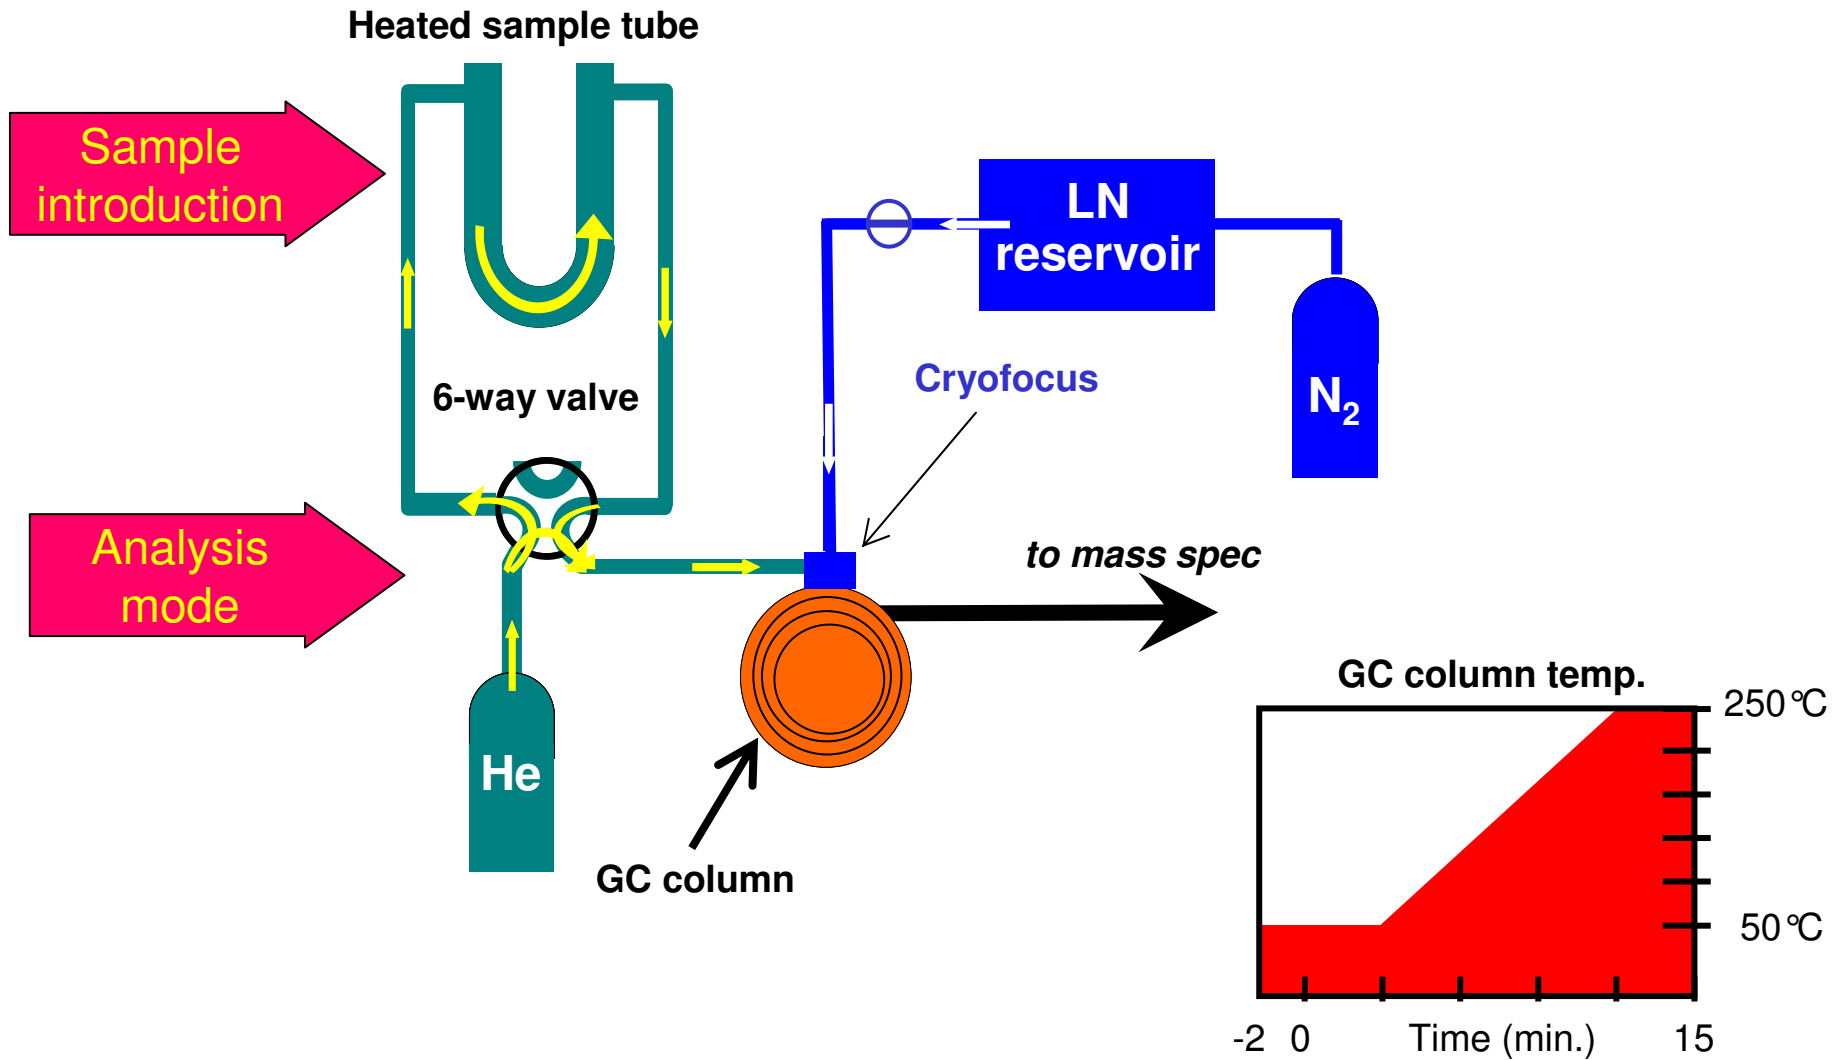 Heated sample tube
Sample
introduction
LN
reservoir
Cryofocus
N2
6-way valve
Analysis
mode
to mass spec
He
GC column
GC column temp.
250°C
50°C
-2 0 Time (min.) 15